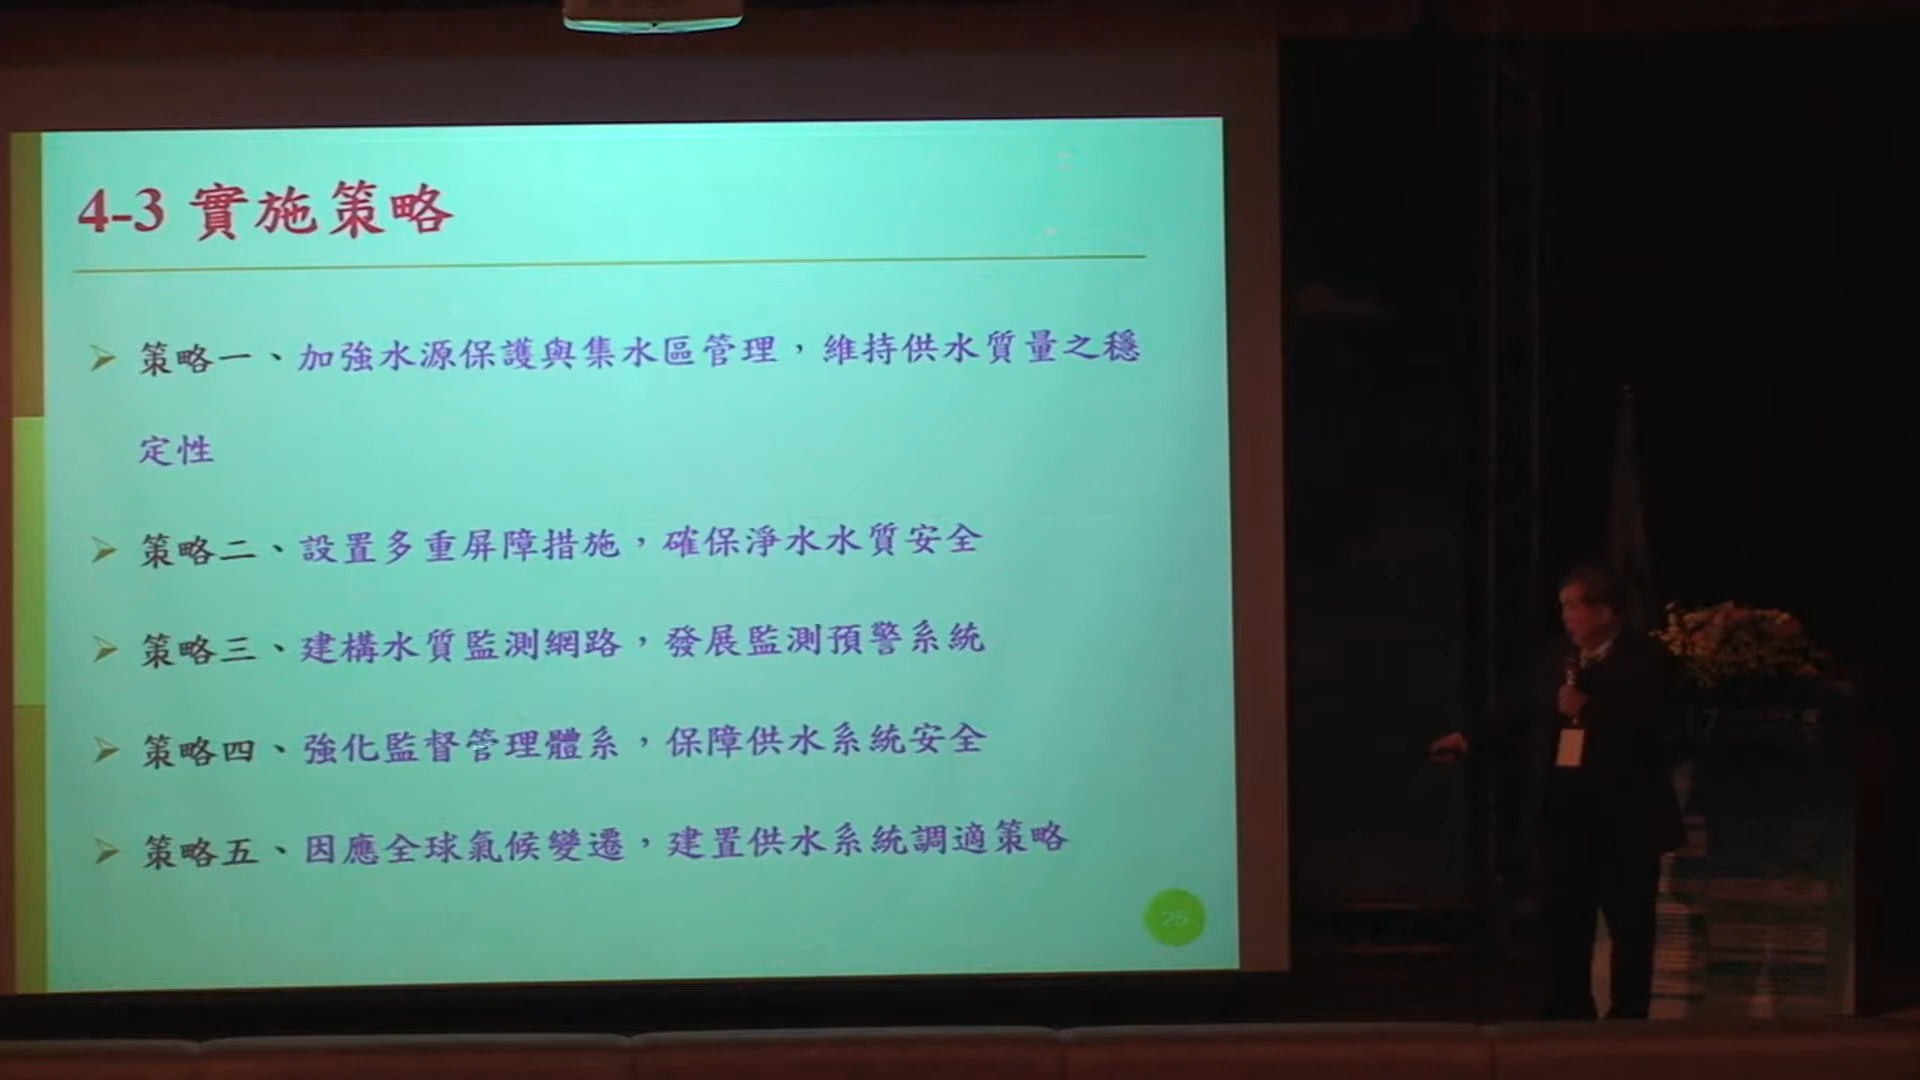 4-3 實施策略
策略一、加強水源保護與集水區管理，維持供水質量之穩
定性
策略二、設置多重屏障措施，確保淨水水質安全
策略三、建構水質監測網路，發展監測預警系統
策略四、強化監督管理體系，保障供水系統安全
策略五、因應全球氣候變遷，建置供水系統調適策略
25